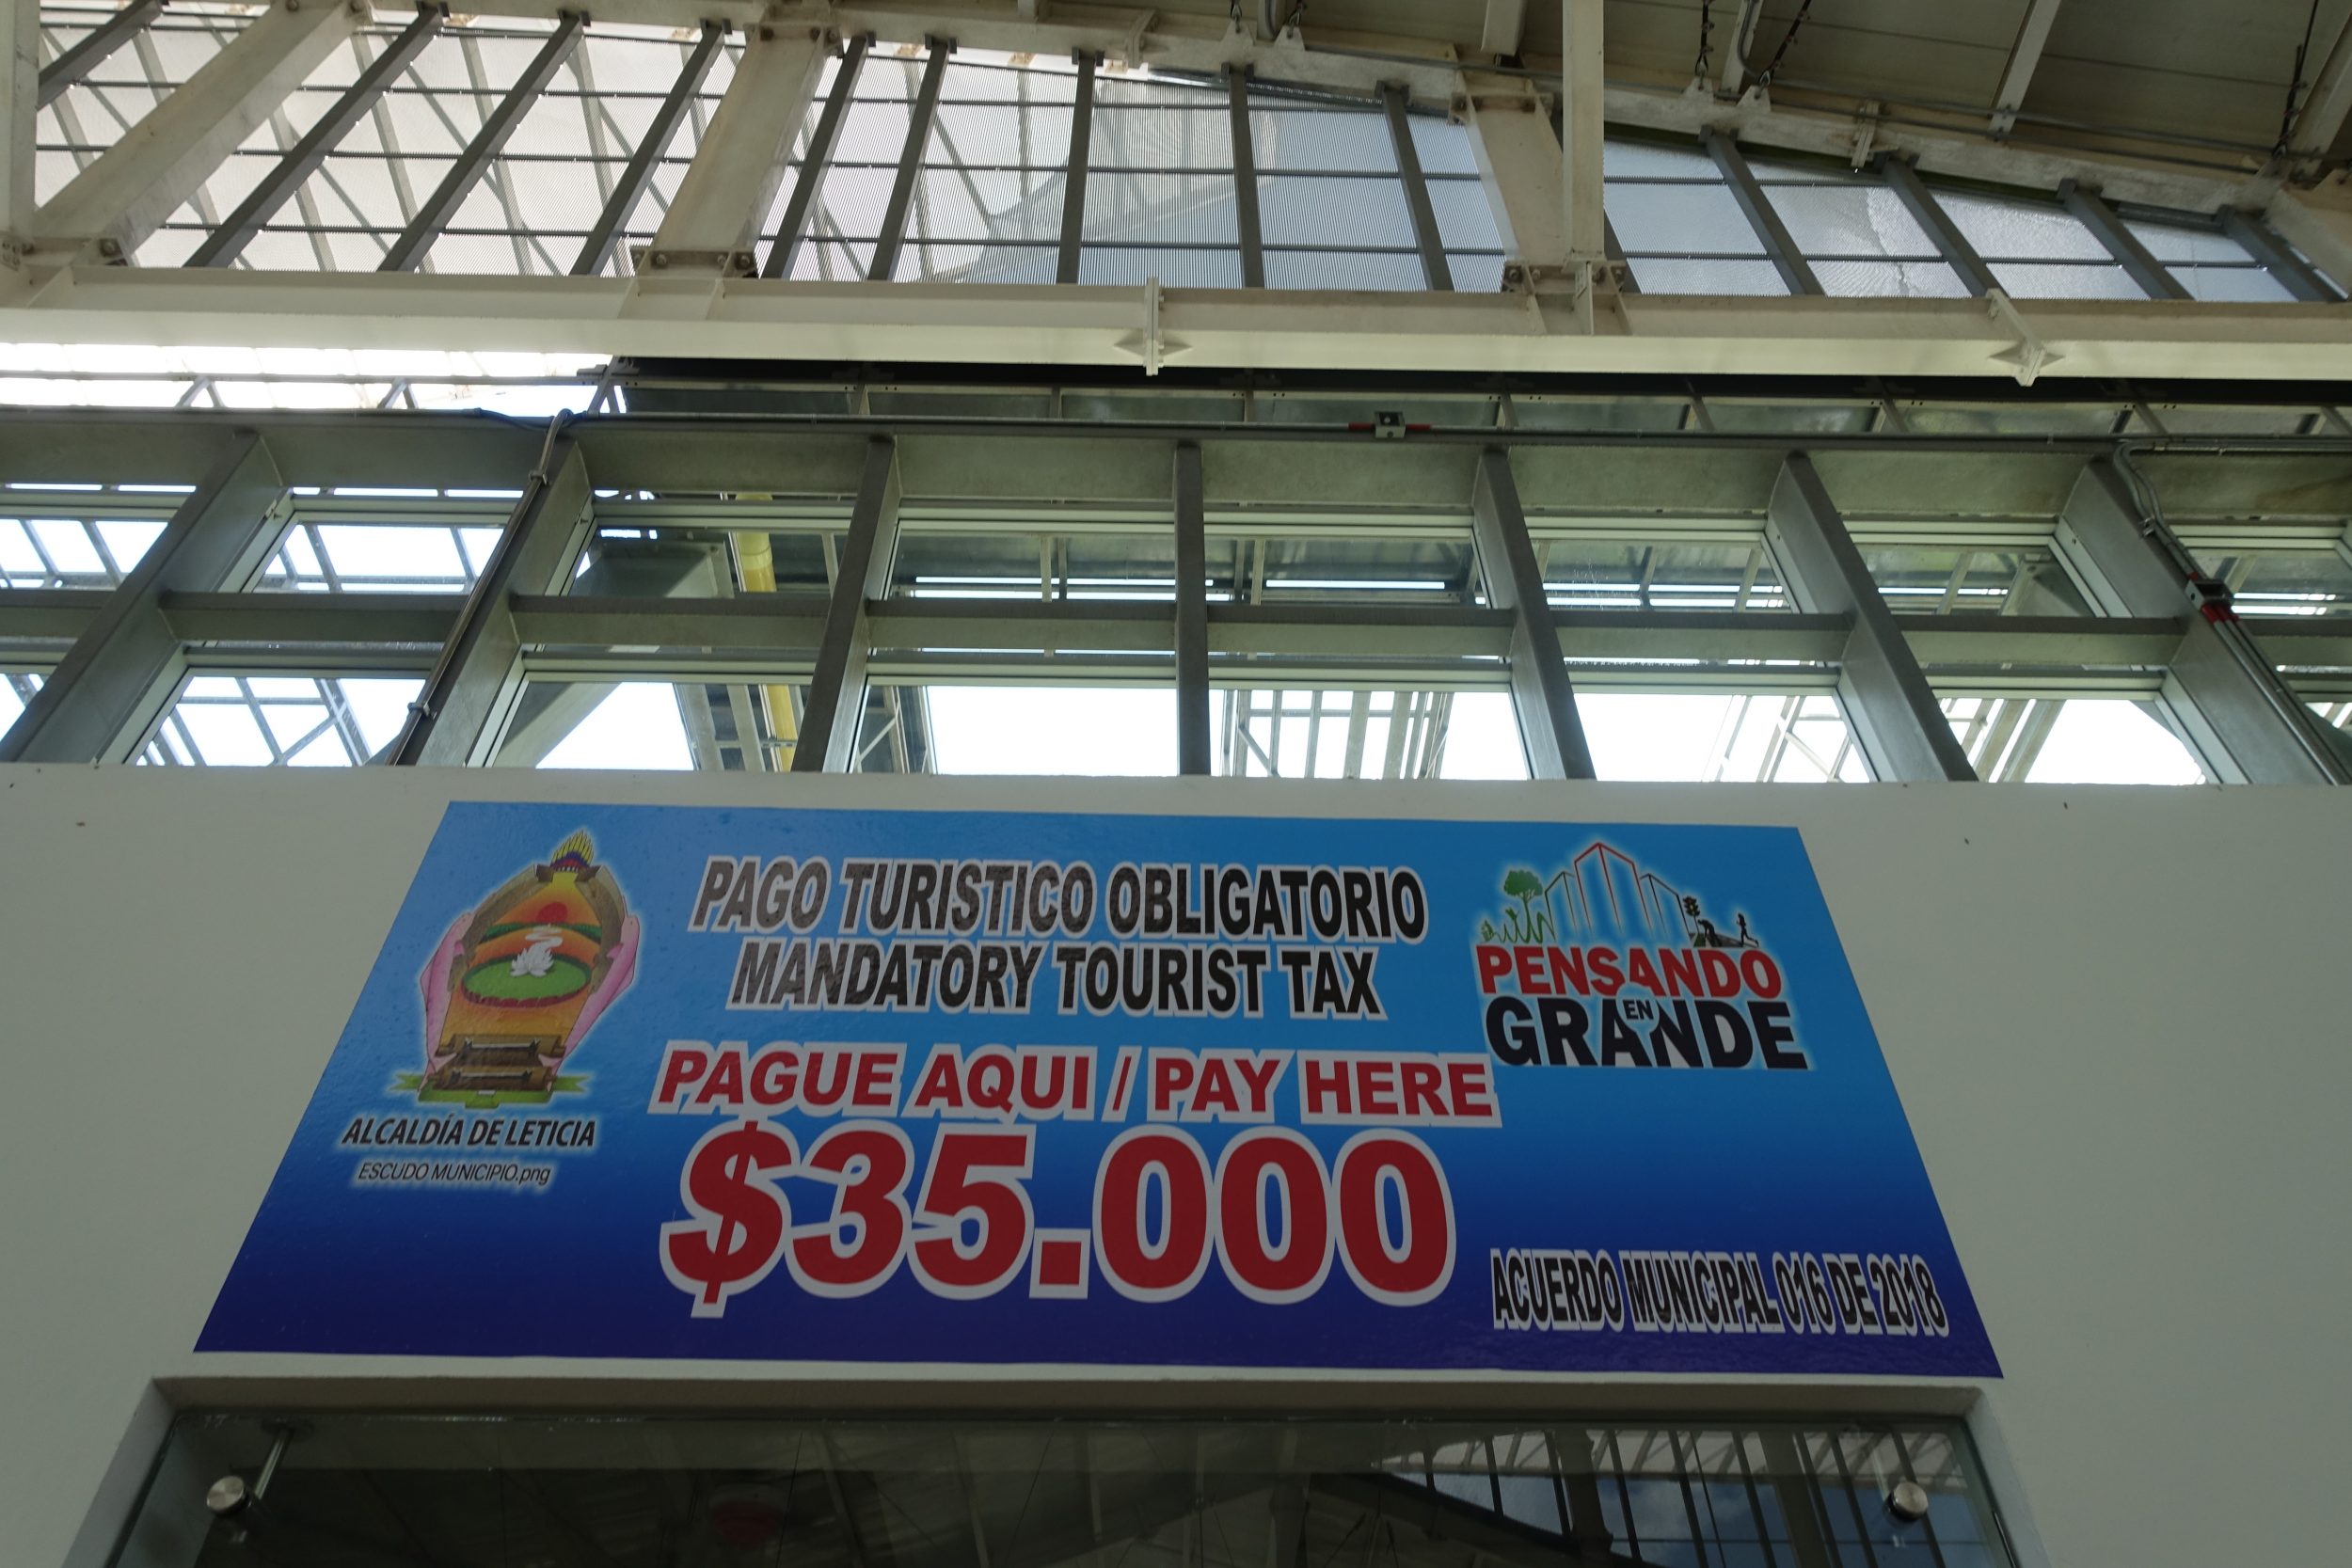 PAGO TURISTICO OBLIGATORIO
MANDATORY TOURIST TAX
PAGUE AQUI / PAY HERE
$35.000
ALCALDÍA DE LETICIA
ESCUDO MUNICIPIO.png
PENSANDO
EN
GRANDE
ACUERDO MUNICIPAL 016 DE 2018